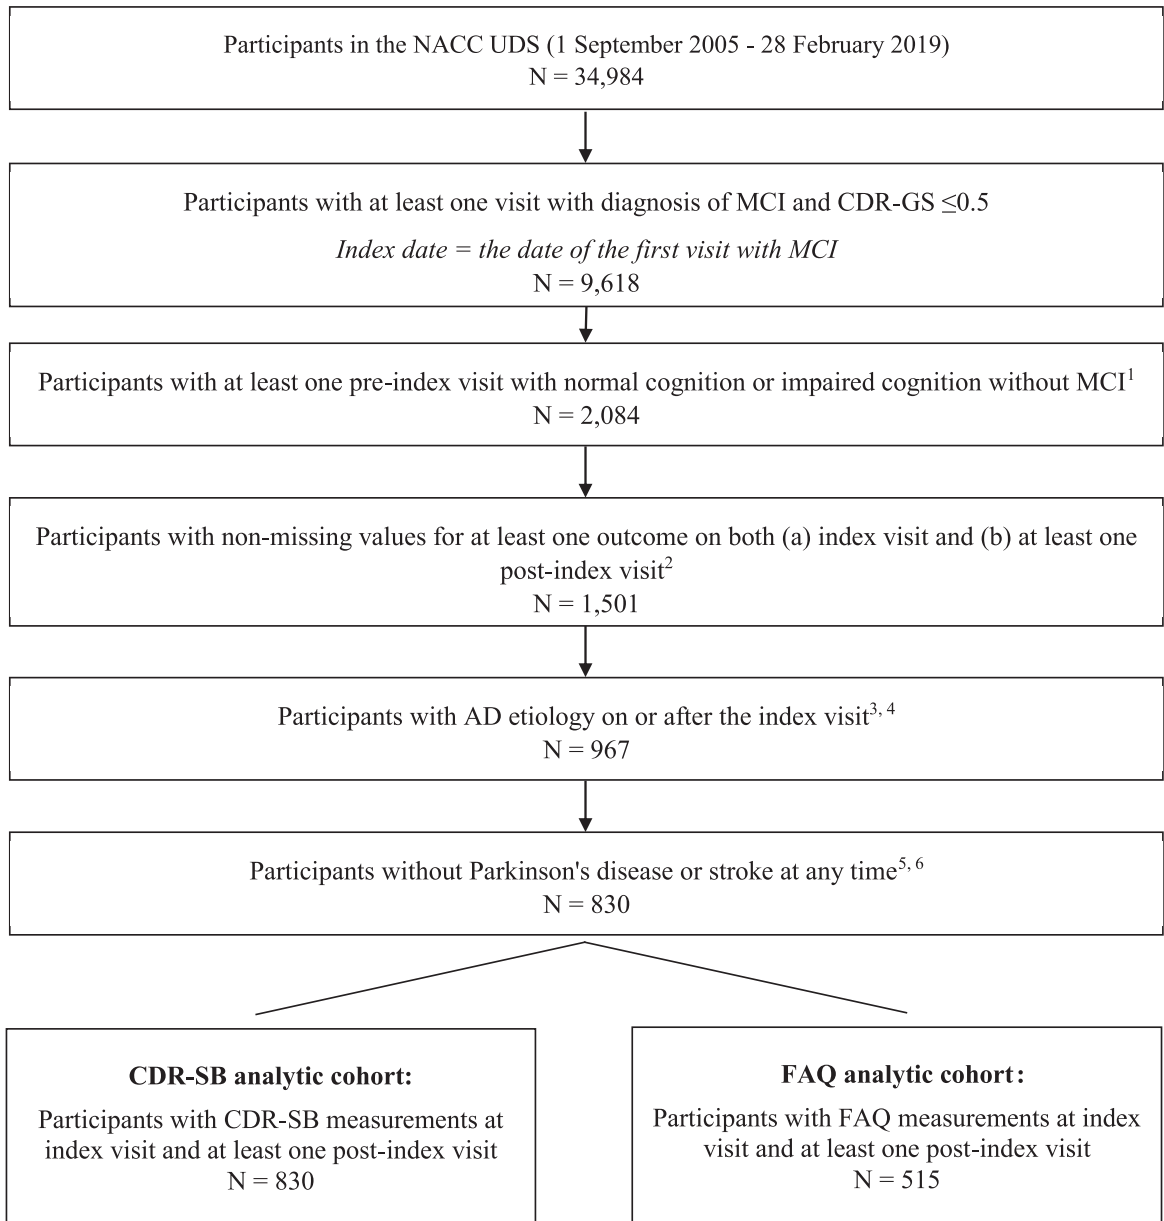 Participants in the NACC UDS (1 September 2005 - 28 February 2019)
N = 34,984
Participants with at least one visit with diagnosis of MCI and CDR-GS ≤0.5
Index date = the date of the first visit with MCI
N = 9,618
Participants with at least one pre-index visit with normal cognition or impaired cognition without MCI¹
N = 2,084
Participants with non-missing values for at least one outcome on both (a) index visit and (b) at least one
post-index visit²
N = 1,501
Participants with AD etiology on or after the index visit³,⁴
N = 967
Participants without Parkinson's disease or stroke at any time⁵,⁶
N = 830
CDR-SB analytic cohort:
Participants with CDR-SB measurements at
index visit and at least one post-index visit
N = 830
FAQ analytic cohort:
Participants with FAQ measurements at index
visit and at least one post-index visit
N = 515